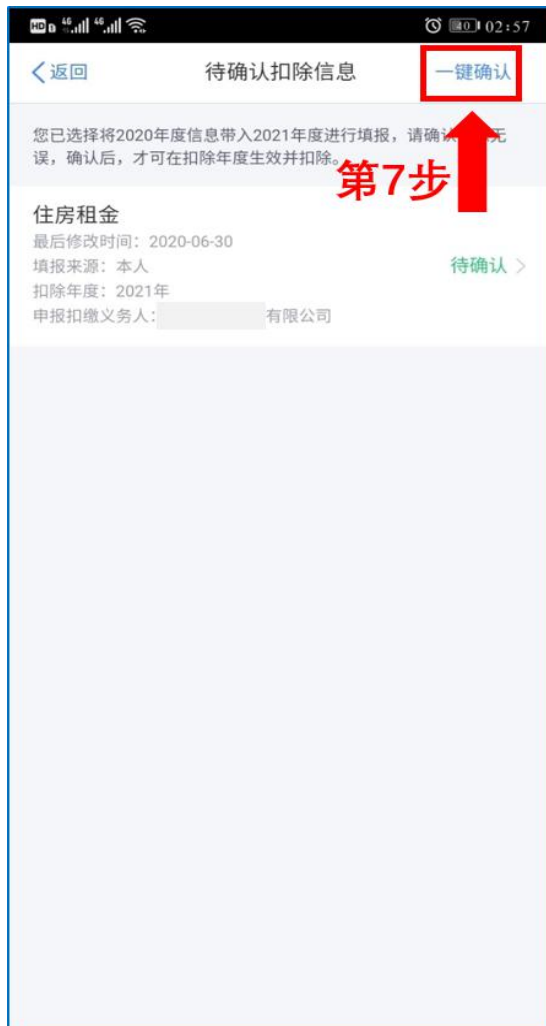 HD 46 46 02:57
返回 待确认扣除信息 一键确认
您已选择将2020年度信息带入2021年度进行填报，请确认 无
误，确认后，才可在扣除年度生效并扣除。
第7步
住房租金
最后修改时间：2020-06-30
填报来源：本人
待确认
扣除年度：2021年
申报扣缴义务人： 有限公司